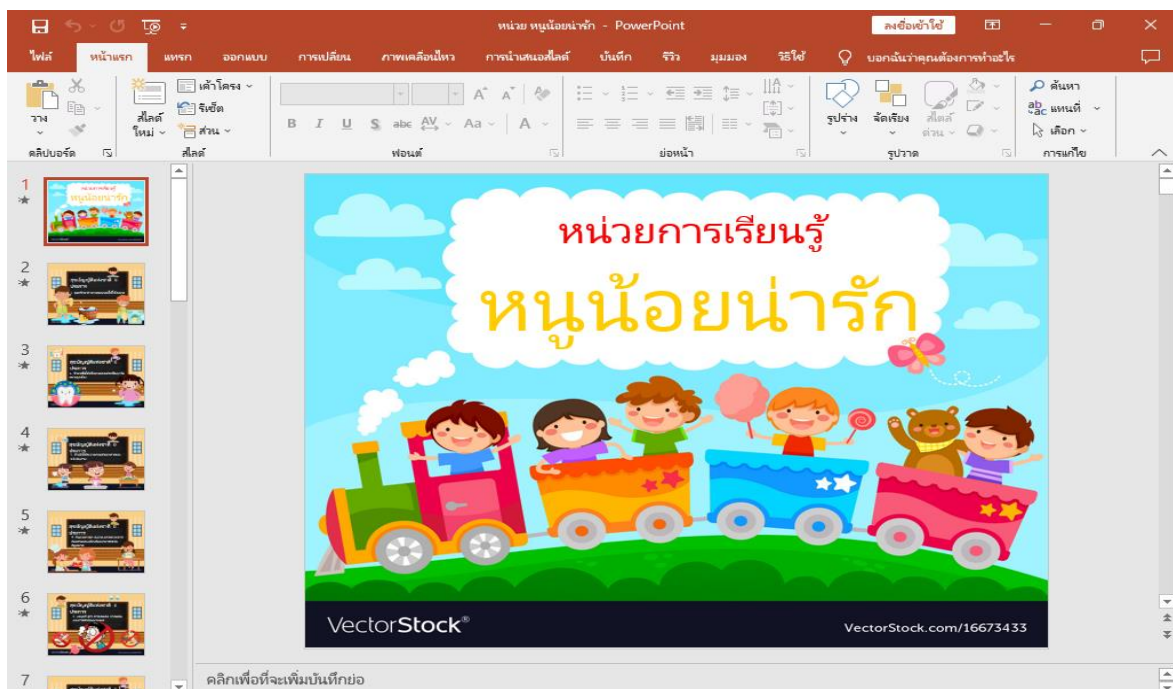 หน่วย หนูน้อยน่ารัก - PowerPoint
ลงชื่อเข้าใช้
ไฟล์ หน้าแรก แทรก ออกแบบ การเปลี่ยน ภาพเคลื่อนไหว การนำเสนอสไลด์ บันทึก รีวิว มุมมอง วิธีใช้ บอกฉันว่าคุณต้องการทำอะไร
วาง
สไลด์ใหม่
เค้าโครง
รีเซ็ต
ส่วน
B I U S abc AV Aa A
รูปร่าง
จัดเรียง
สไตล์ด่วน
ค้นหา
แทนที่
เลือก
คลิปบอร์ด สไลด์ ฟอนต์ ย่อหน้า รูปวาด การแก้ไข
1
2
3
4
5
6
7
หน่วยการเรียนรู้
หนูน้อยน่ารัก
VectorStock®
VectorStock.com/16673433
คลิกเพื่อที่จะเพิ่มบันทึกย่อ